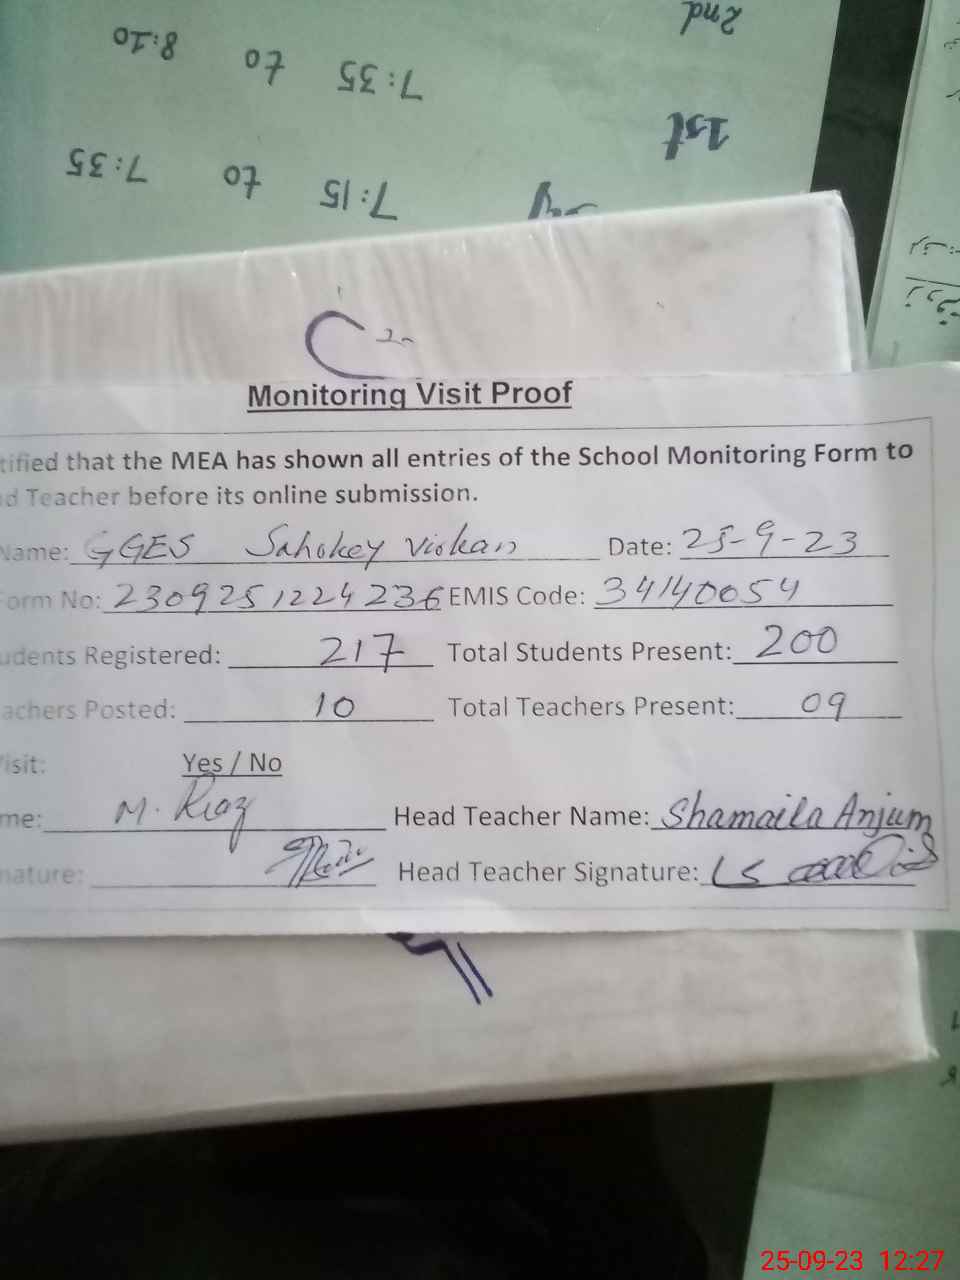 2nd
8:10 to 7:35
1st
7:35 to 7:15
Monitoring Visit Proof
tified that the MEA has shown all entries of the School Monitoring Form to
d Teacher before its online submission.
Name: GGES Sahokey Virkan Date: 25-9-23
orm No: 2309251224236 EMIS Code: 34140054
udents Registered: 217 Total Students Present: 200
achers Posted: 10 Total Teachers Present: 09
isit: Yes / No
me: M. Riaz Head Teacher Name: Shamaila Anjum
nature: Head Teacher Signature:
25-09-23 12:27